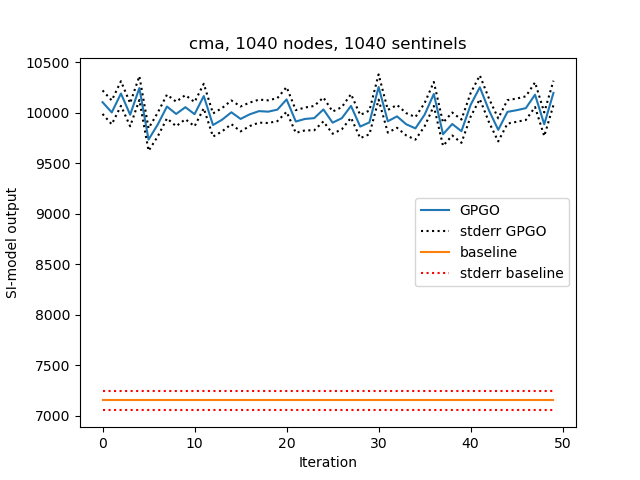 cma, 1040 nodes, 1040 sentinels
10500
10000
9500
9000
8500
8000
7500
7000
SI-model output
GPGO
stderr GPGO
baseline
stderr baseline
0 10 20 30 40 50
Iteration